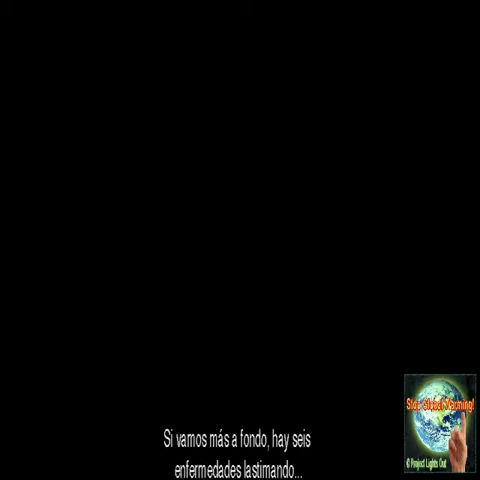 Stop Global Warming!
© Project Lights Out
Si vamos más a fondo, hay seis
enfermedades lastimando...